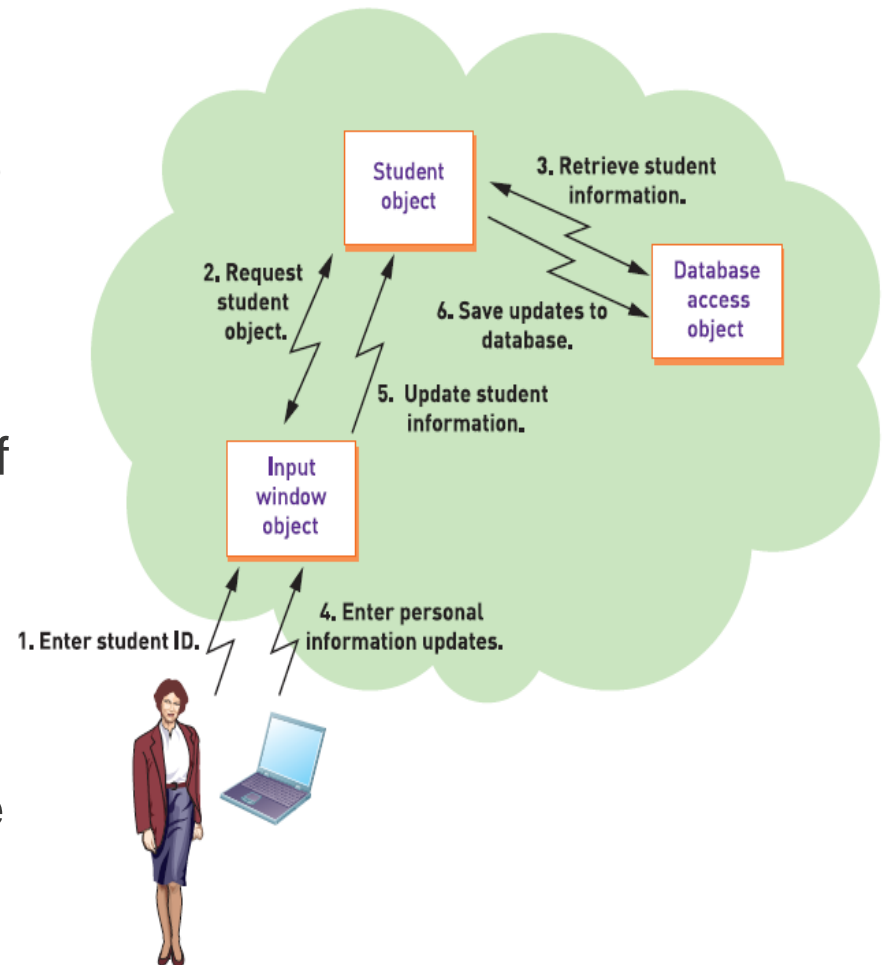 Student
object
3. Retrieve student
information.
2. Request
student
object.
Database
access
object
6. Save updates to
database.
5. Update student
information.
f
Input
window
object
4. Enter personal
information updates.
1. Enter student ID.
e